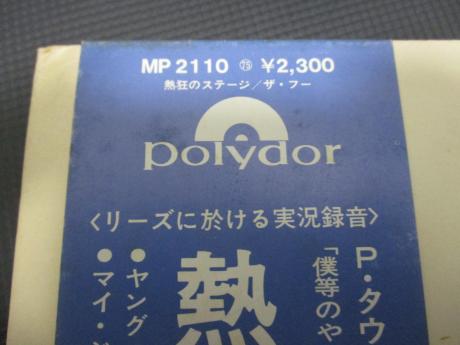 MP 2110 ㊆ ¥2,300
熱狂のステージ/ザ・フー
polydor
〈リーズに於ける実況録音〉
P・タウ
「僕等のや
熱
●ヤング
●マイ・